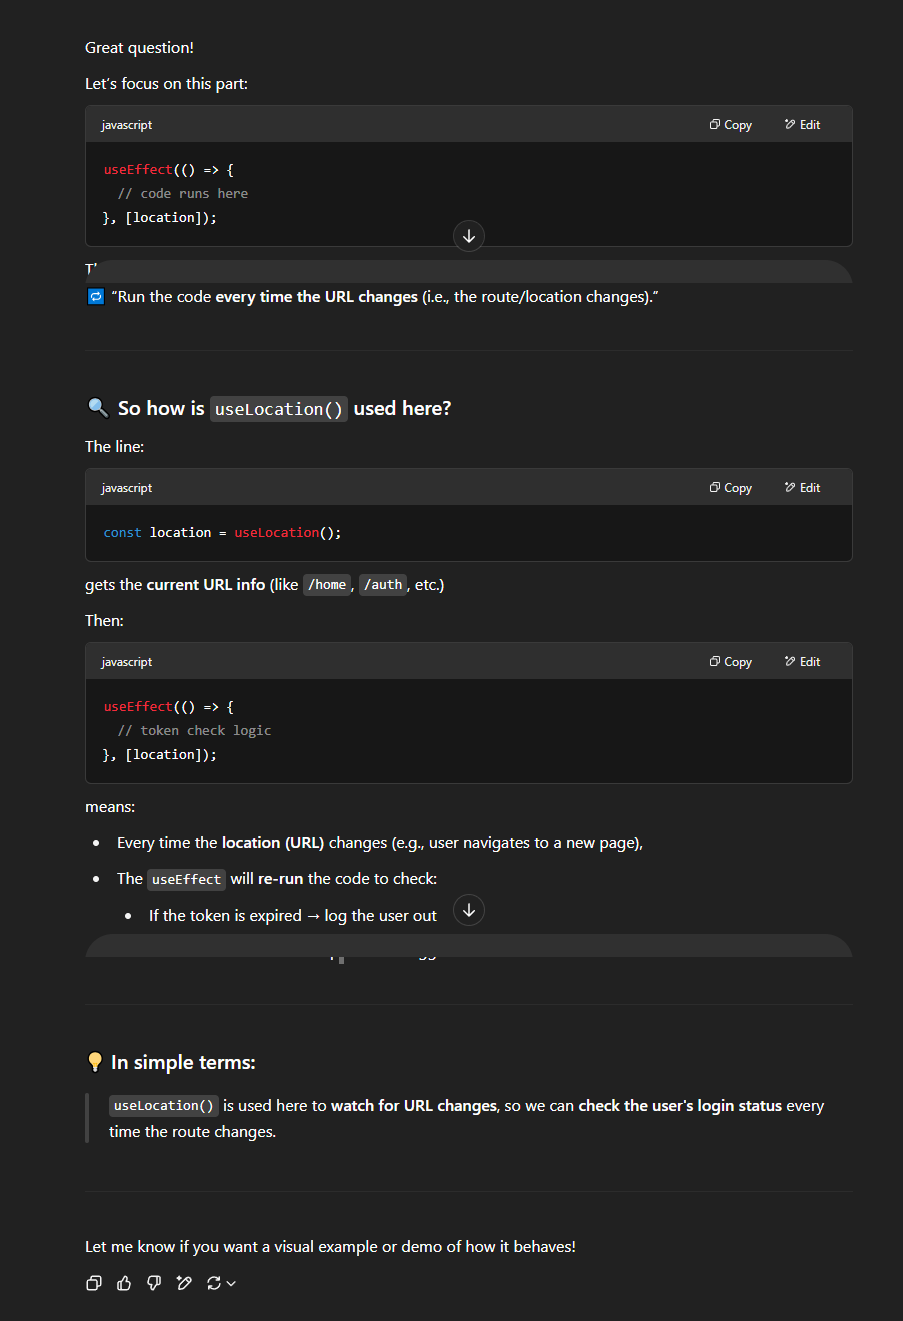 Great question!
Let’s focus on this part:
javascript
Copy
Edit
useEffect(() => {
// code runs here
}, [location]);
“Run the code every time the URL changes (i.e., the route/location changes).”
So how is useLocation() used here?
The line:
javascript
Copy
Edit
const location = useLocation();
gets the current URL info (like /home, /auth, etc.)
Then:
javascript
Copy
Edit
useEffect(() => {
// token check logic
}, [location]);
means:
• Every time the location (URL) changes (e.g., user navigates to a new page),
• The useEffect will re-run the code to check:
• If the token is expired → log the user out
In simple terms:
useLocation() is used here to watch for URL changes, so we can check the user's login status every
time the route changes.
Let me know if you want a visual example or demo of how it behaves!